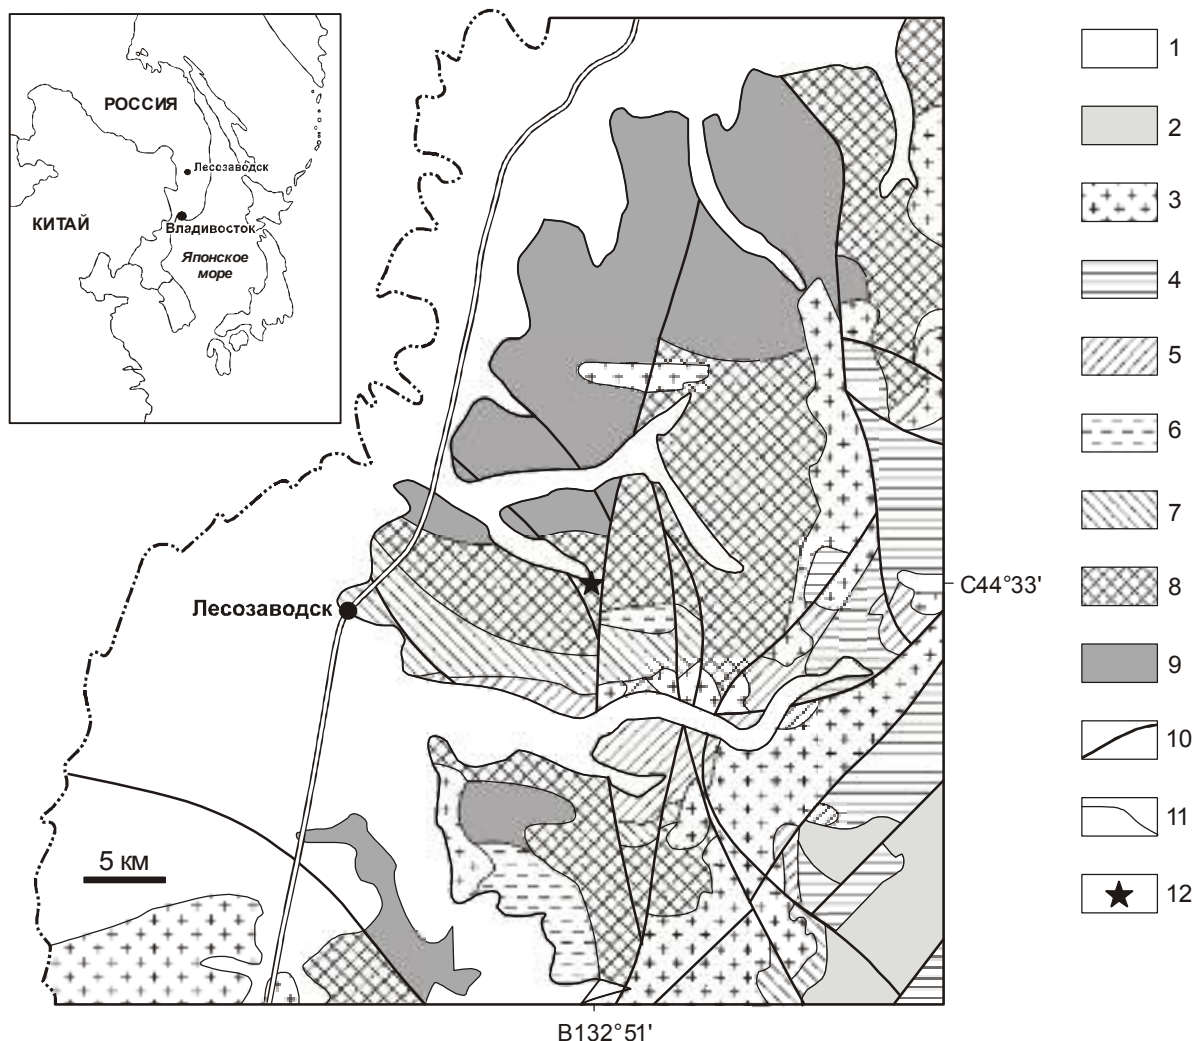 РОССИЯ
Лесозаводск
КИТАЙ
Владивосток
Японское
море
1
2
3
4
5
6
7
8
9
10
11
12
С44°33'
Лесозаводск
5 км
В132°51'